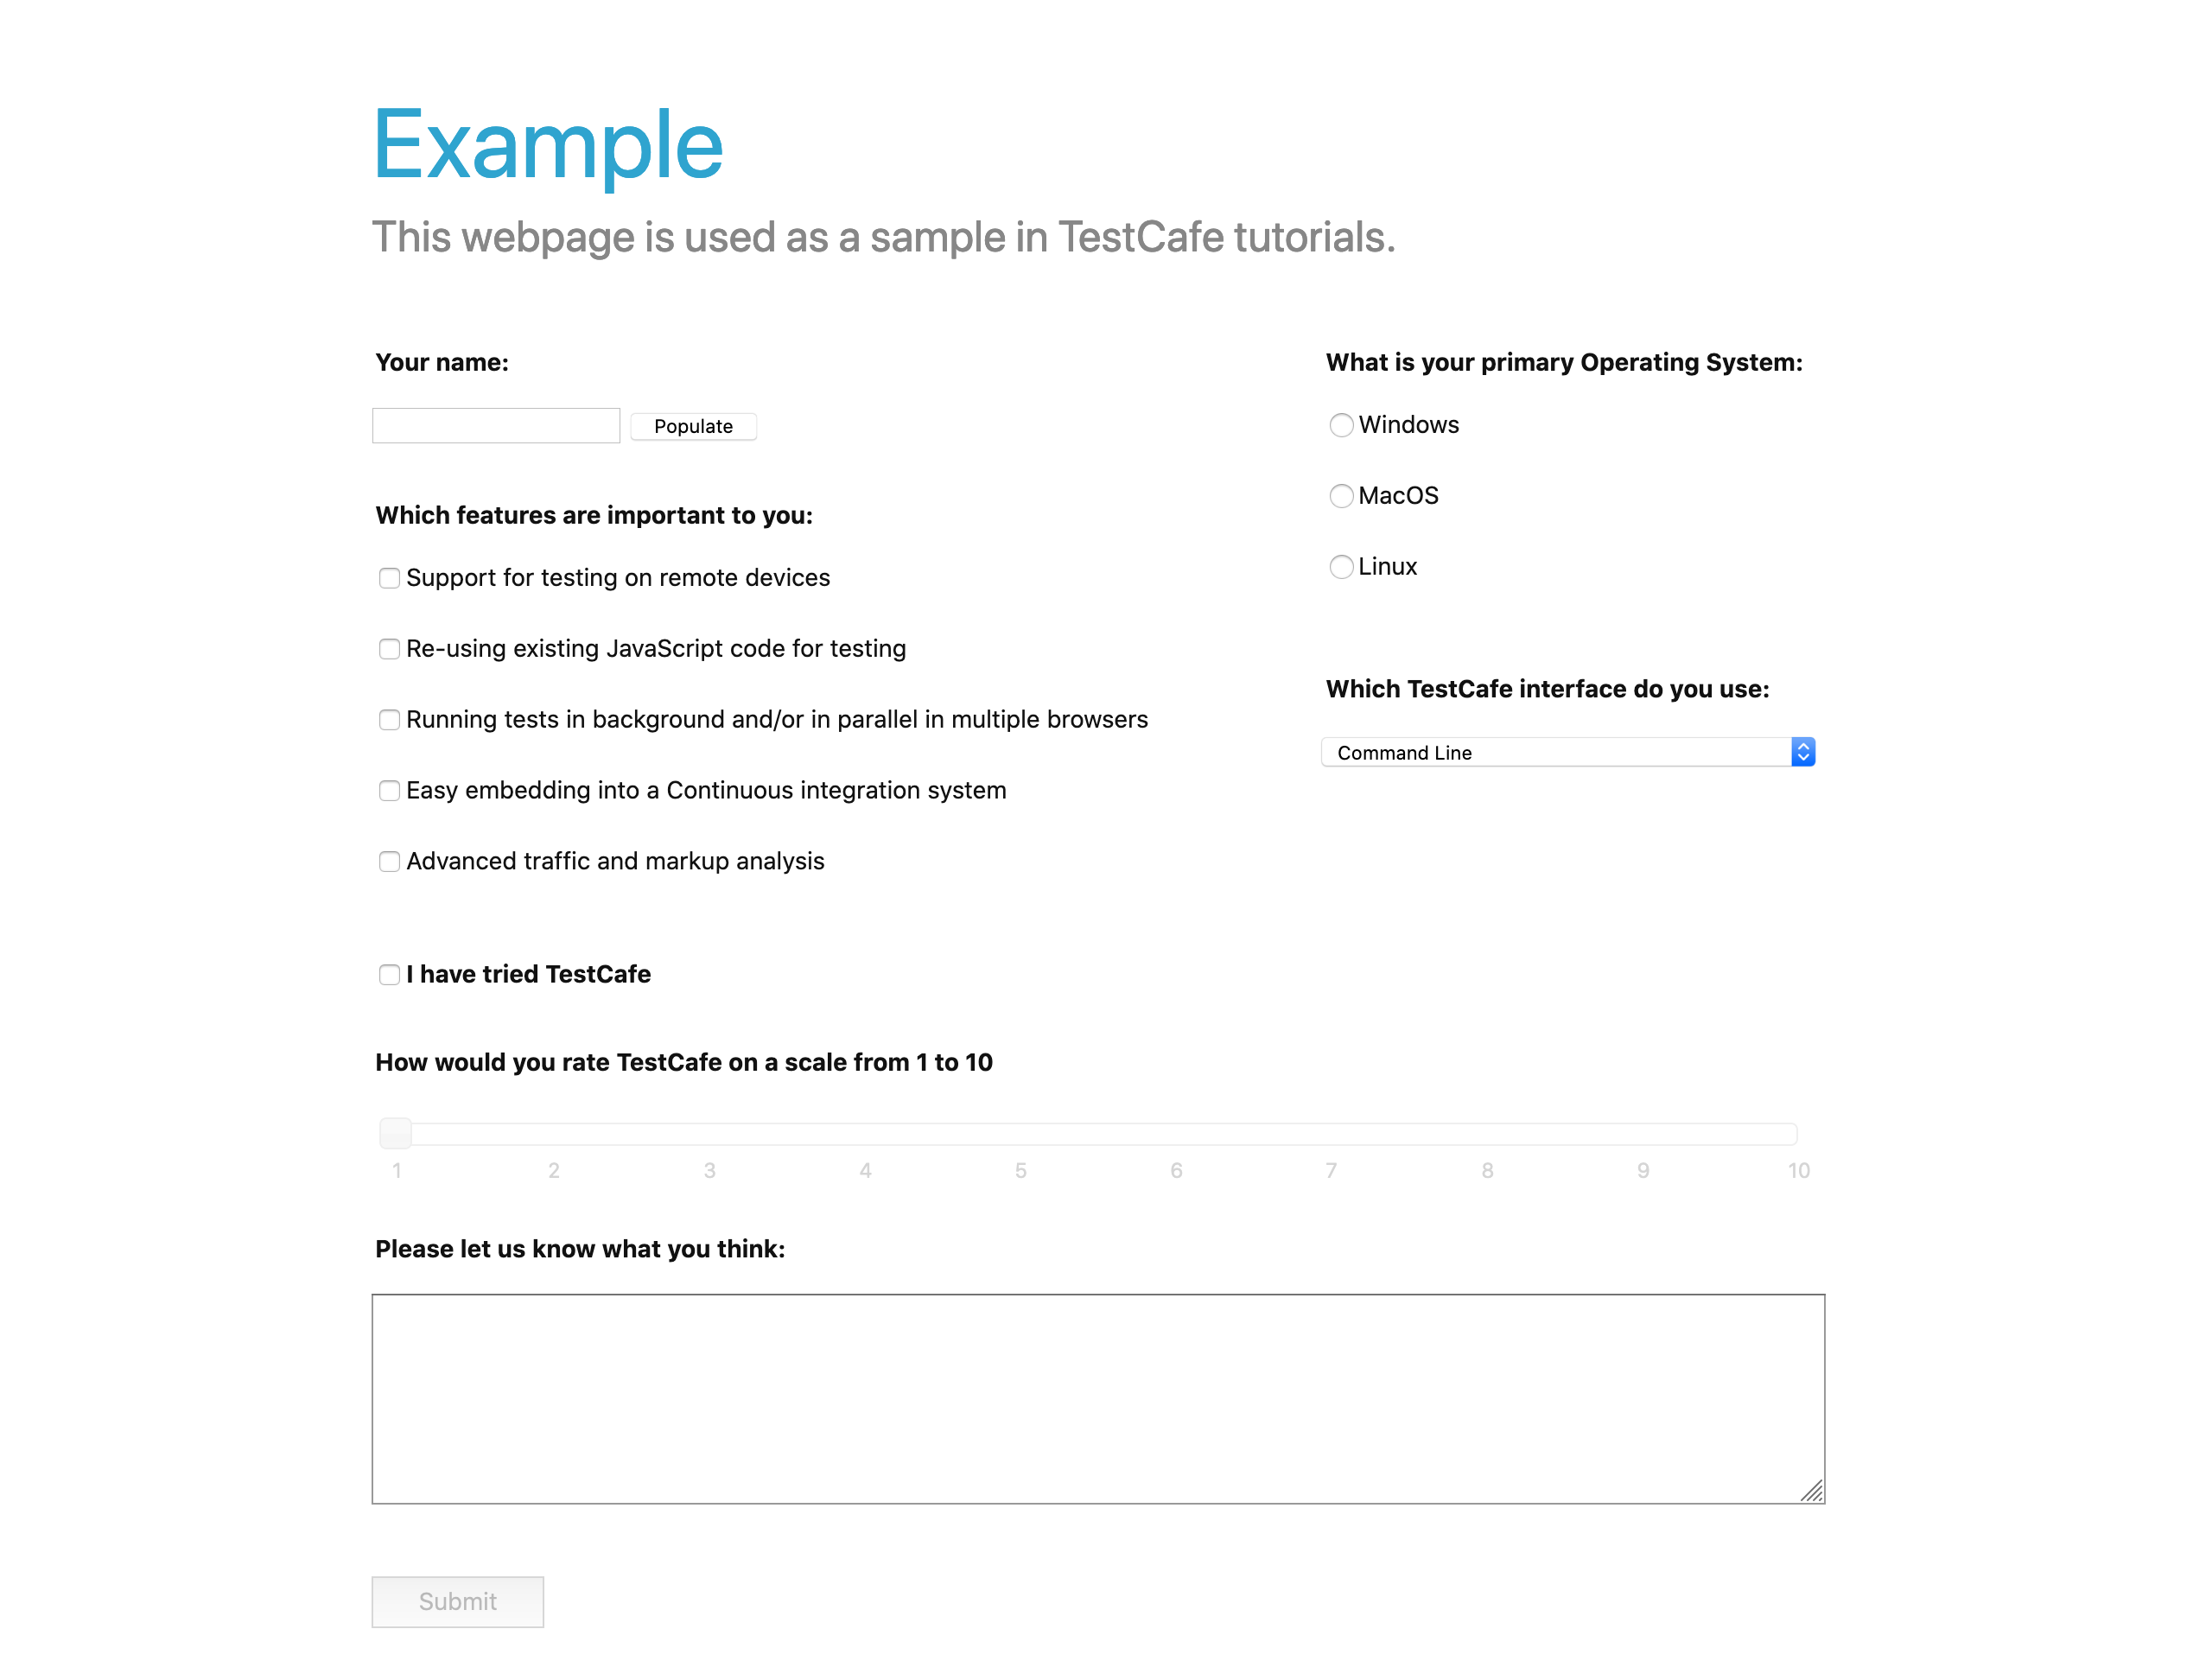 Example
This webpage is used as a sample in TestCafe tutorials.
Your name:
Populate
Which features are important to you:
Support for testing on remote devices
Re-using existing JavaScript code for testing
Running tests in background and/or in parallel in multiple browsers
Easy embedding into a Continuous integration system
Advanced traffic and markup analysis
What is your primary Operating System:
Windows
MacOS
Linux
Which TestCafe interface do you use:
Command Line
I have tried TestCafe
How would you rate TestCafe on a scale from 1 to 10
1 2 3 4 5 6 7 8 9 10
Please let us know what you think:
Submit